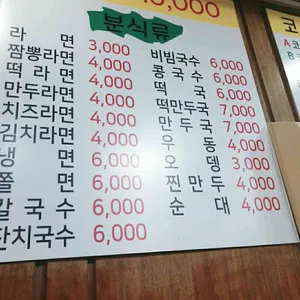 0,000
분식류
라면 3,000
짬뽕라면 4,000
떡라면 4,000
만두라면 4,000
치즈라면 4,000
김치라면 4,000
냉면 6,000
쫄면 6,000
칼국수 6,000
잔치국수 6,000
비빔국수 6,000
콩국수 6,000
떡국 6,000
떡만두국 7,000
만두국 7,000
우동 4,000
오뎅 3,000
찐만두 4,000
순대 4,000
코
A코
B